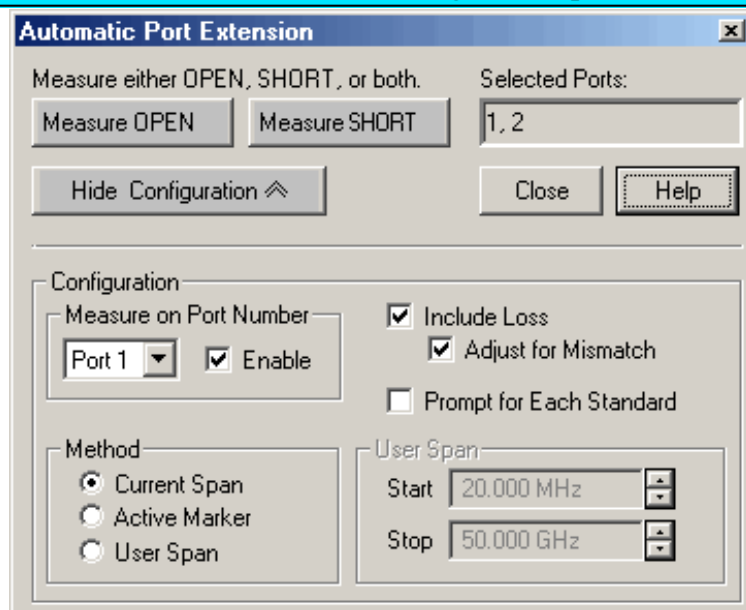 Automatic Port Extension
Measure either OPEN, SHORT, or both.
Selected Ports:
Measure OPEN
Measure SHORT
1, 2
Hide Configuration
Close
Help
Configuration
Measure on Port Number
Port 1
Enable
Include Loss
Adjust for Mismatch
Prompt for Each Standard
Method
Current Span
Active Marker
User Span
User Span
Start 20.000 MHz
Stop 50.000 GHz